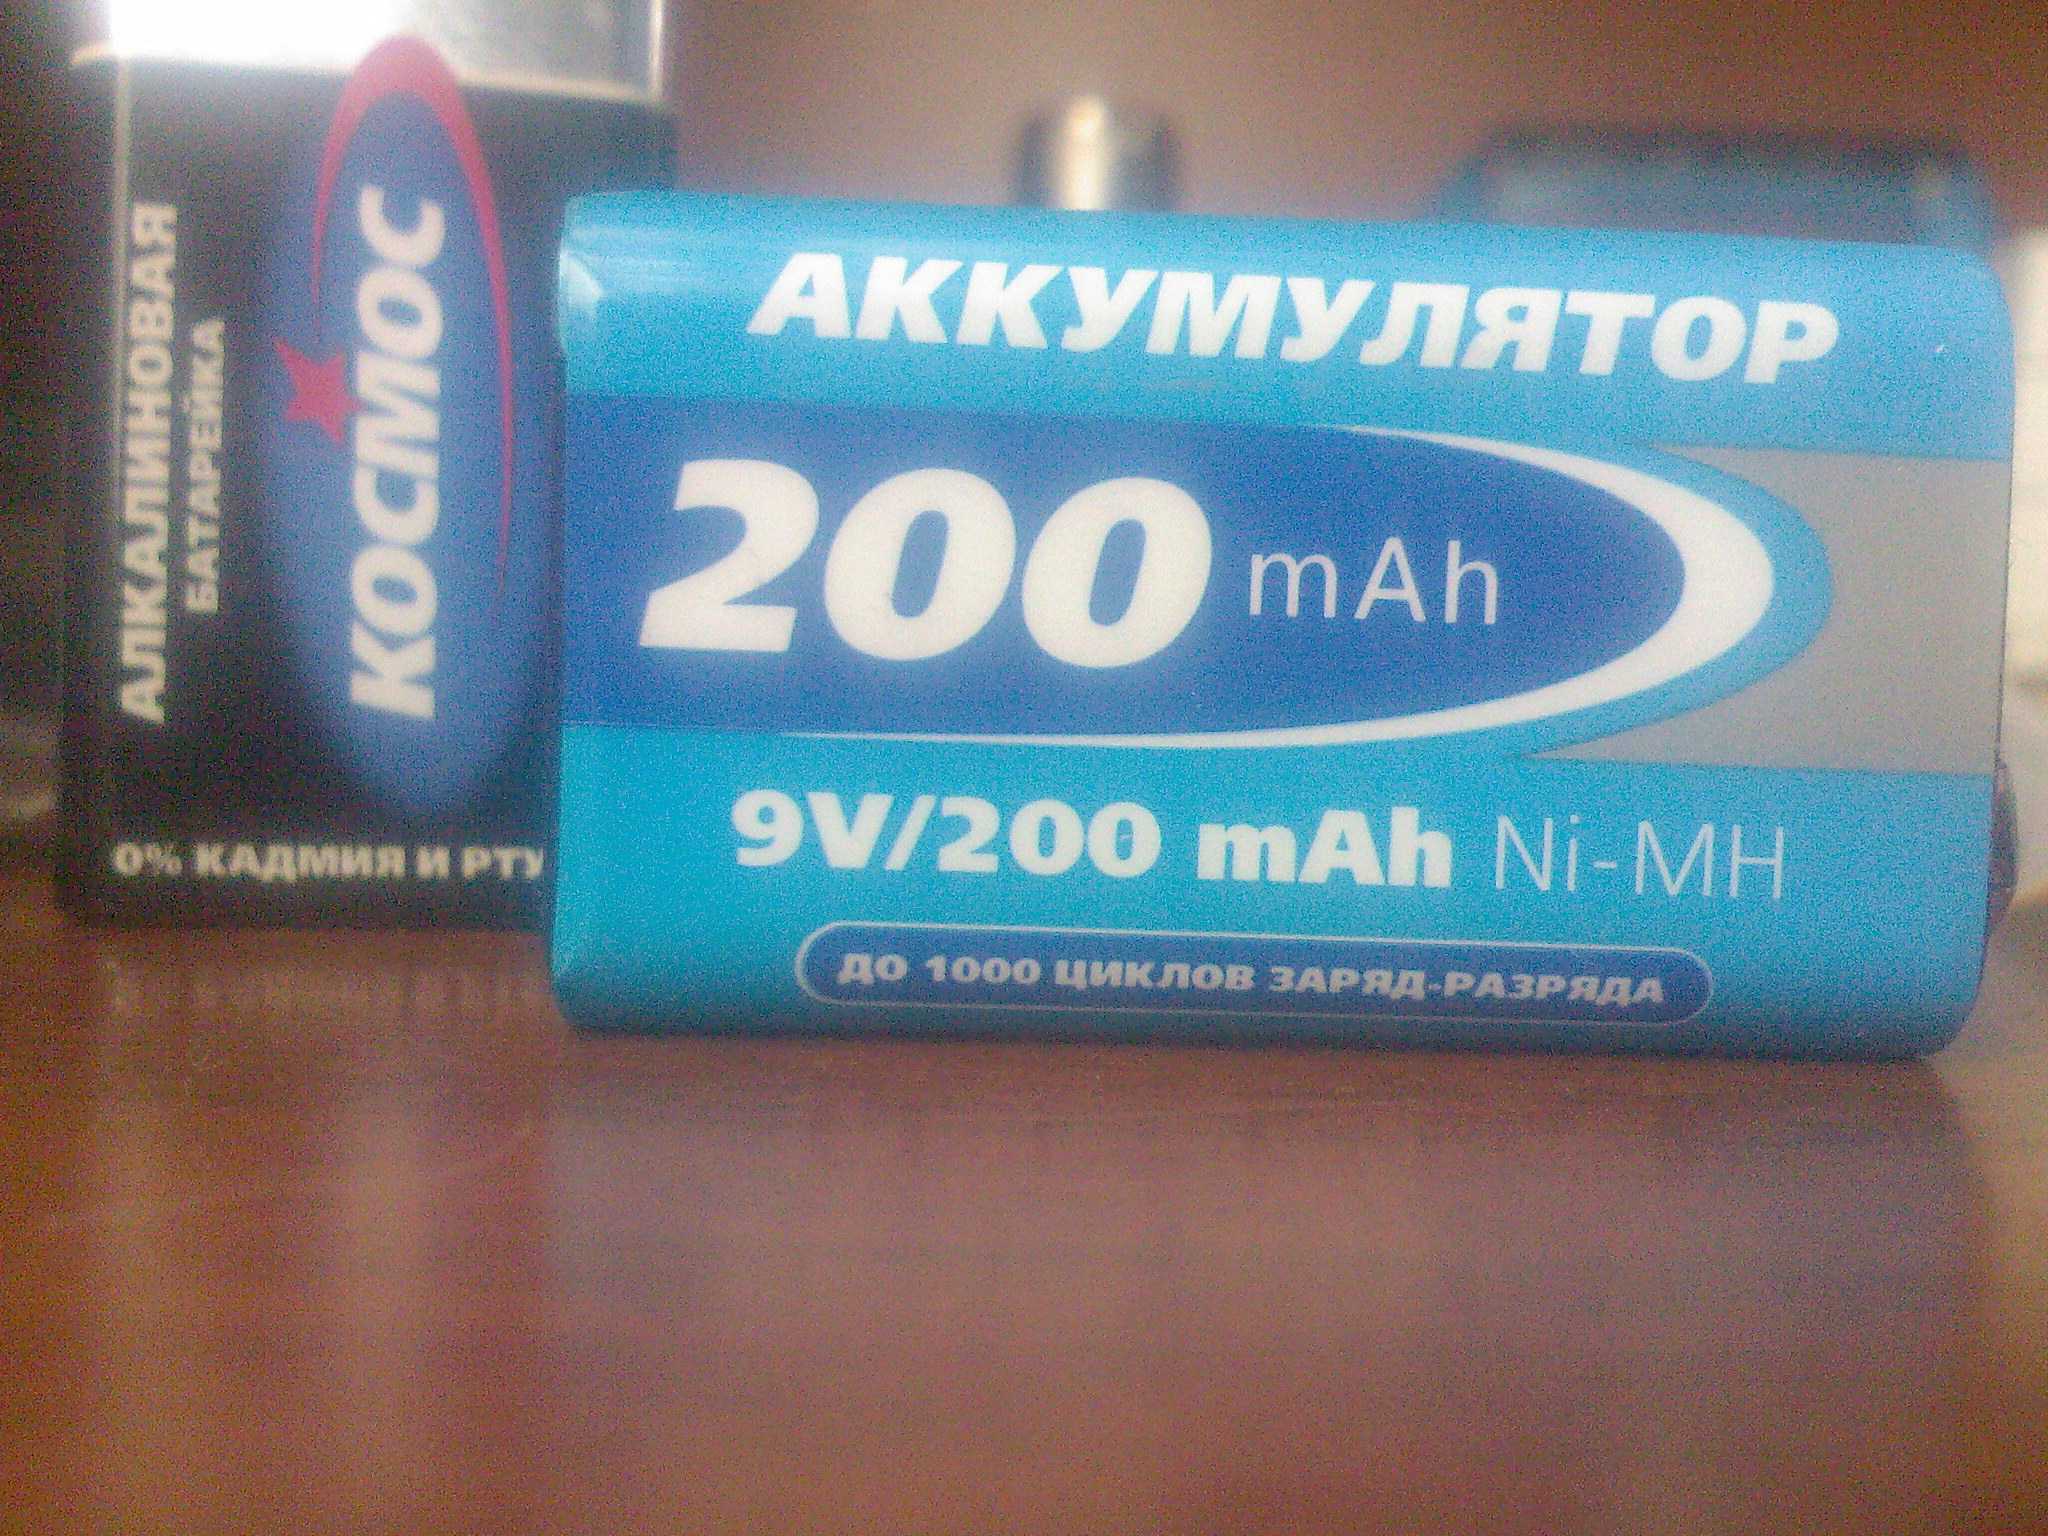 АЛКАЛИНОВАЯ
БАТАРЕЙКА
КОСМОС
0% КАДМИЯ И РТУ
АККУМУЛЯТОР
200 mAh
9V/200 mAh Ni-MH
ДО 1000 ЦИКЛОВ ЗАРЯД-РАЗРЯДА